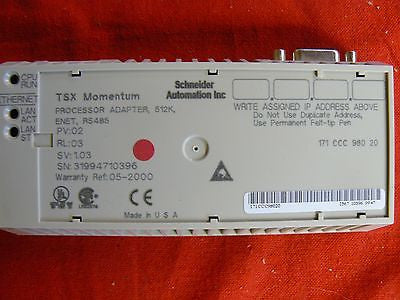 CPU
RUN
ETHERNET
LAN
ACT
LAN
ST
TSX Momentum
PROCESSOR ADAPTER, 512K,
ENET, RS485
PV:02
RL:03
SV:1.03
SN: 31994710396
Warranty Ref: 05-2000
Made in U S A
Schneider
Automation Inc
WRITE ASSIGNED IP ADDRESS ABOVE
Do Not Use Duplicate Address,
Use Permanent Felt-tip Pen
171 CCC 980 20
171CCC98020